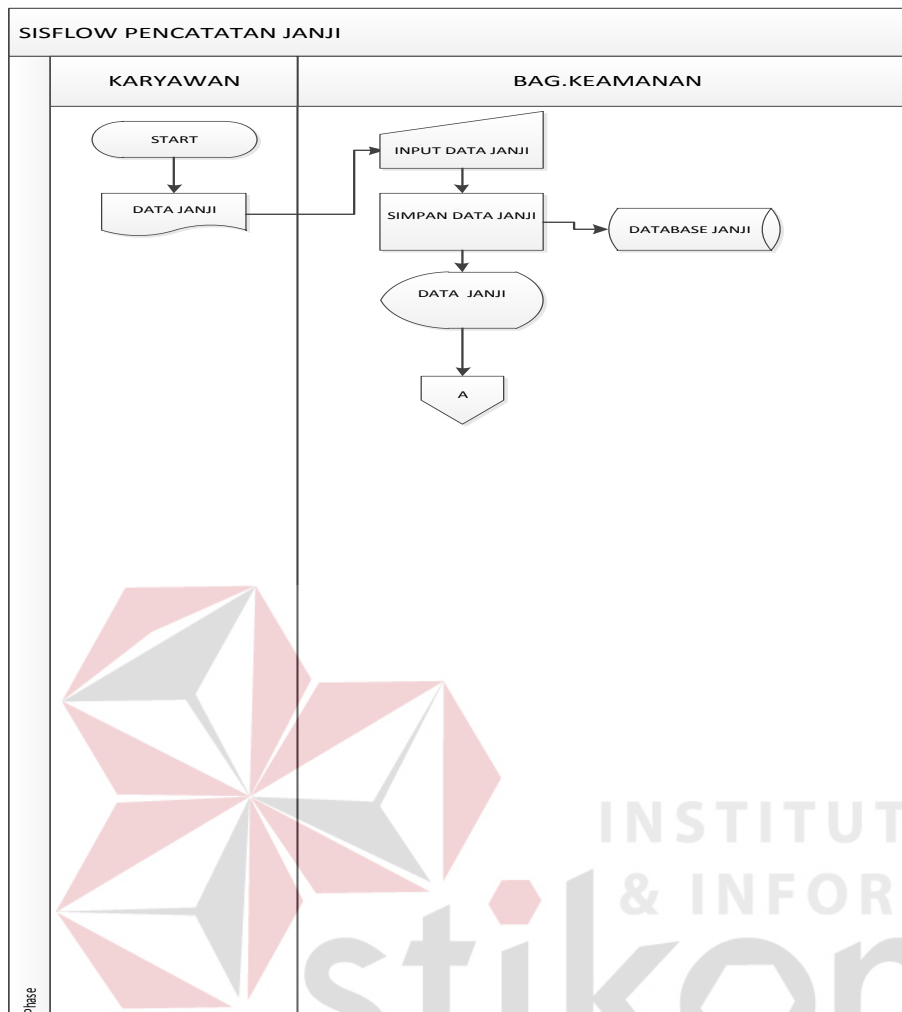 SISFLOW PENCATATAN JANJI
KARYAWAN
BAG.KEAMANAN
START
INPUT DATA JANJI
DATA JANJI
SIMPAN DATA JANJI
DATABASE JANJI
DATA JANJI
A
INSTITUT
& INFOR
stikon
Phase